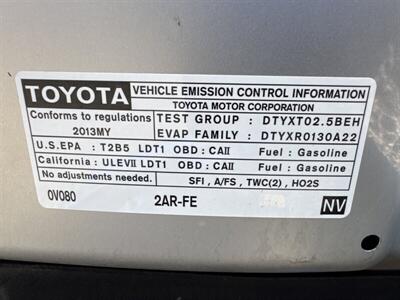 TOYOTA VEHICLE EMISSION CONTROL INFORMATION
TOYOTA MOTOR CORPORATION
Conforms to regulations
2013MY
TEST GROUP : DTYXT02.5BEH
EVAP FAMILY : DTYXR0130A22
U.S.EPA : T2B5 LDT1 OBD : CAII Fuel : Gasoline
California : ULEVII LDT1 OBD : CAII Fuel : Gasoline
No adjustments needed. SFI , A/FS , TWC(2) , HO2S
0V080 2AR-FE NV